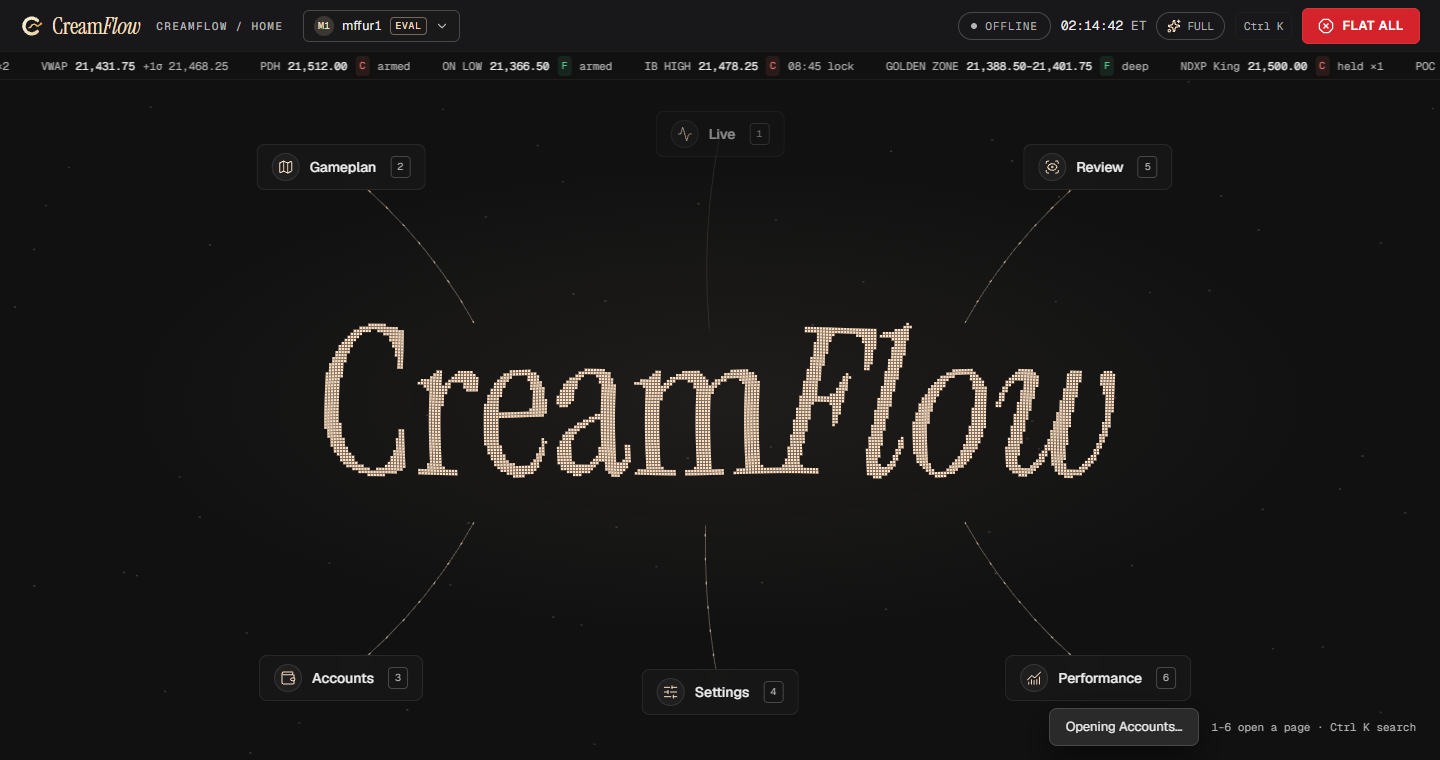 CreamFlow CREAMFLOW / HOME M1 mffur1 EVAL OFFLINE 02:14:42 ET FULL Ctrl K FLAT ALL
×2 VWAP 21,431.75 +1σ 21,468.25 PDH 21,512.00 C armed ON LOW 21,366.50 F armed IB HIGH 21,478.25 C 08:45 lock GOLDEN ZONE 21,388.50–21,401.75 F deep NDXP King 21,500.00 C held ×1 POC
Live 1
Gameplan 2
Review 5
CreamFlow
Accounts 3
Settings 4
Performance 6
Opening Accounts…
1–6 open a page · Ctrl K search